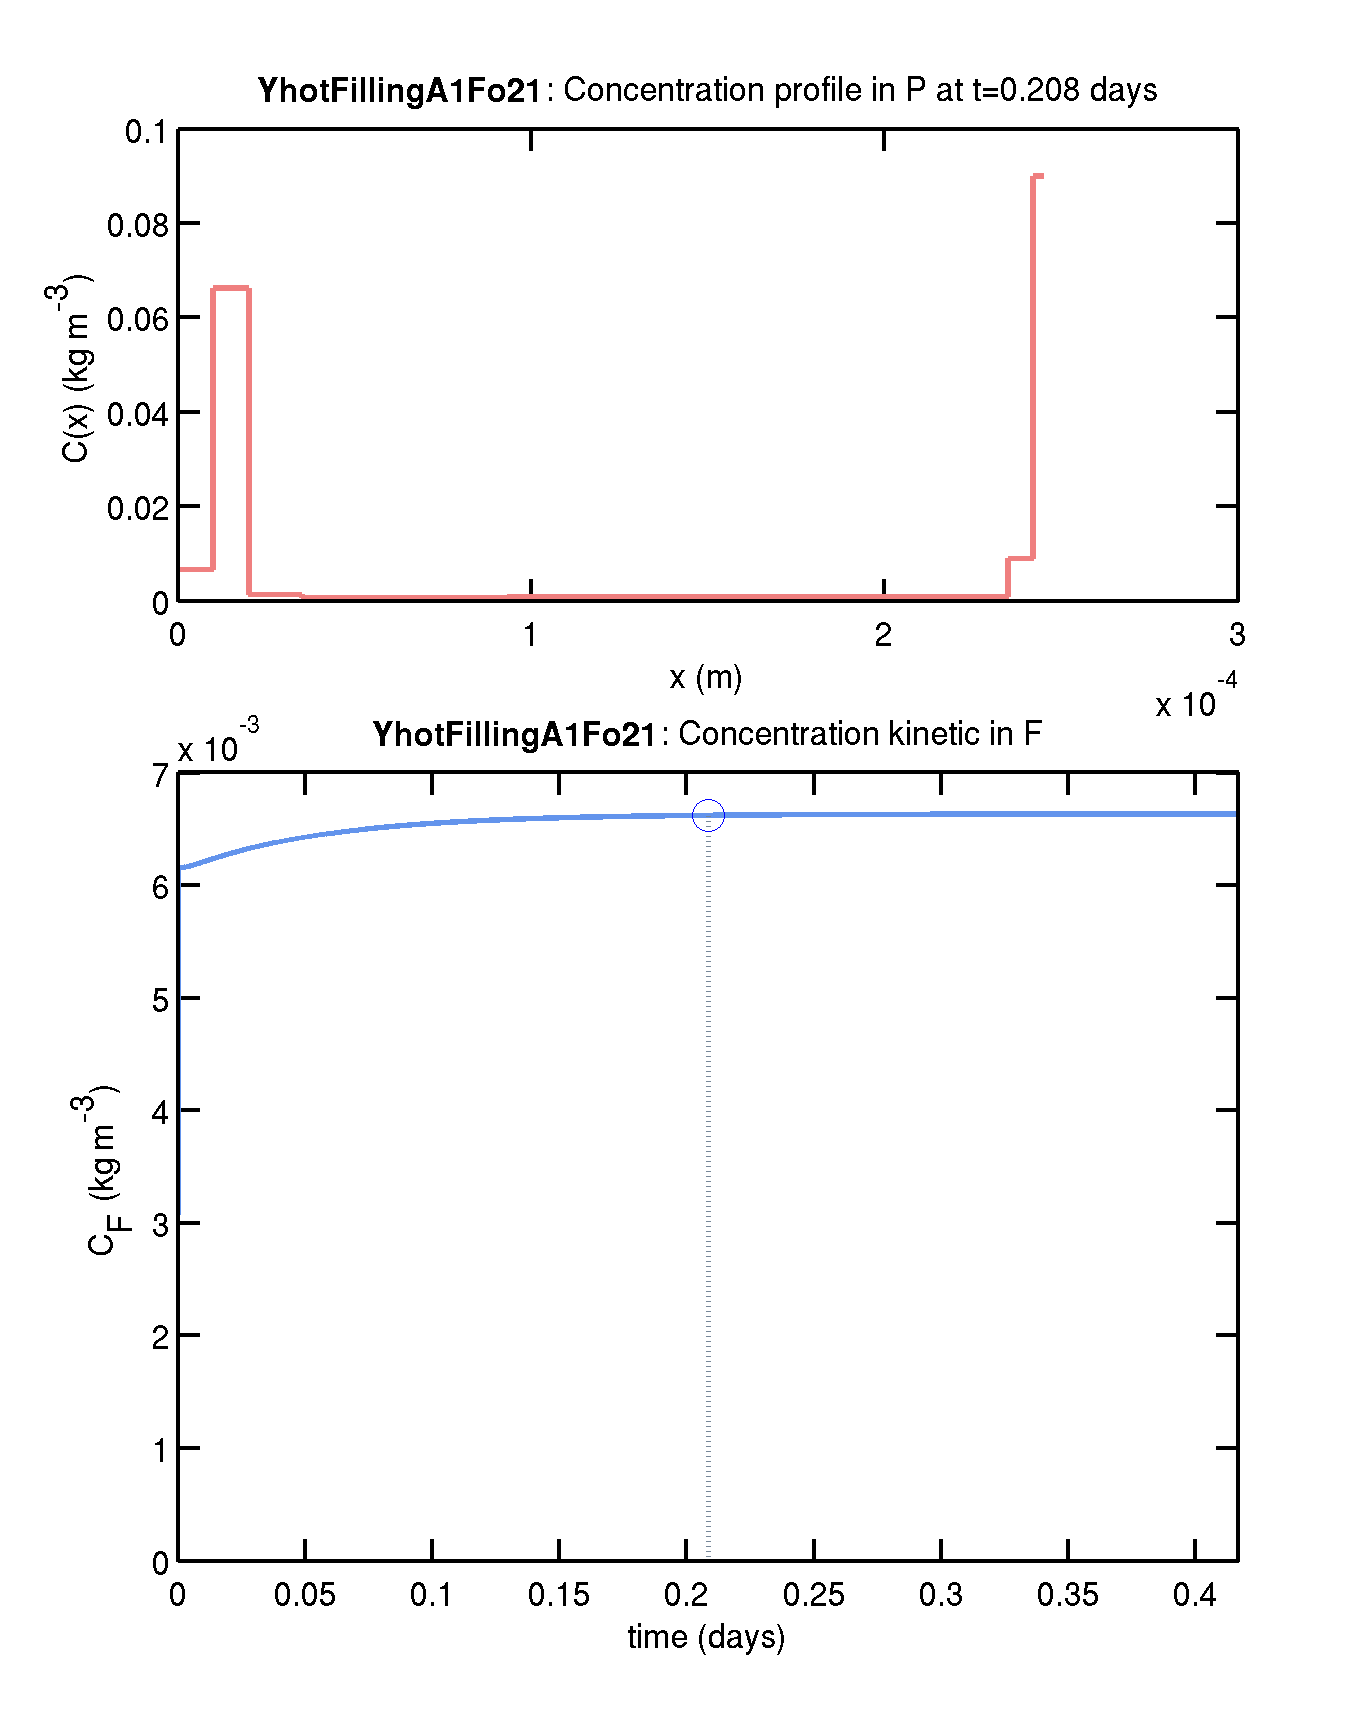 YhotFillingA1Fo21: Concentration profile in P at t=0.208 days
C(x) (kg m-3)
0.1
0.08
0.06
0.04
0.02
0
0 1 2 3
x (m)
x 10-4
YhotFillingA1Fo21: Concentration kinetic in F
x 10-3
CF (kg m-3)
7
6
5
4
3
2
1
0
0 0.05 0.1 0.15 0.2 0.25 0.3 0.35 0.4
time (days)